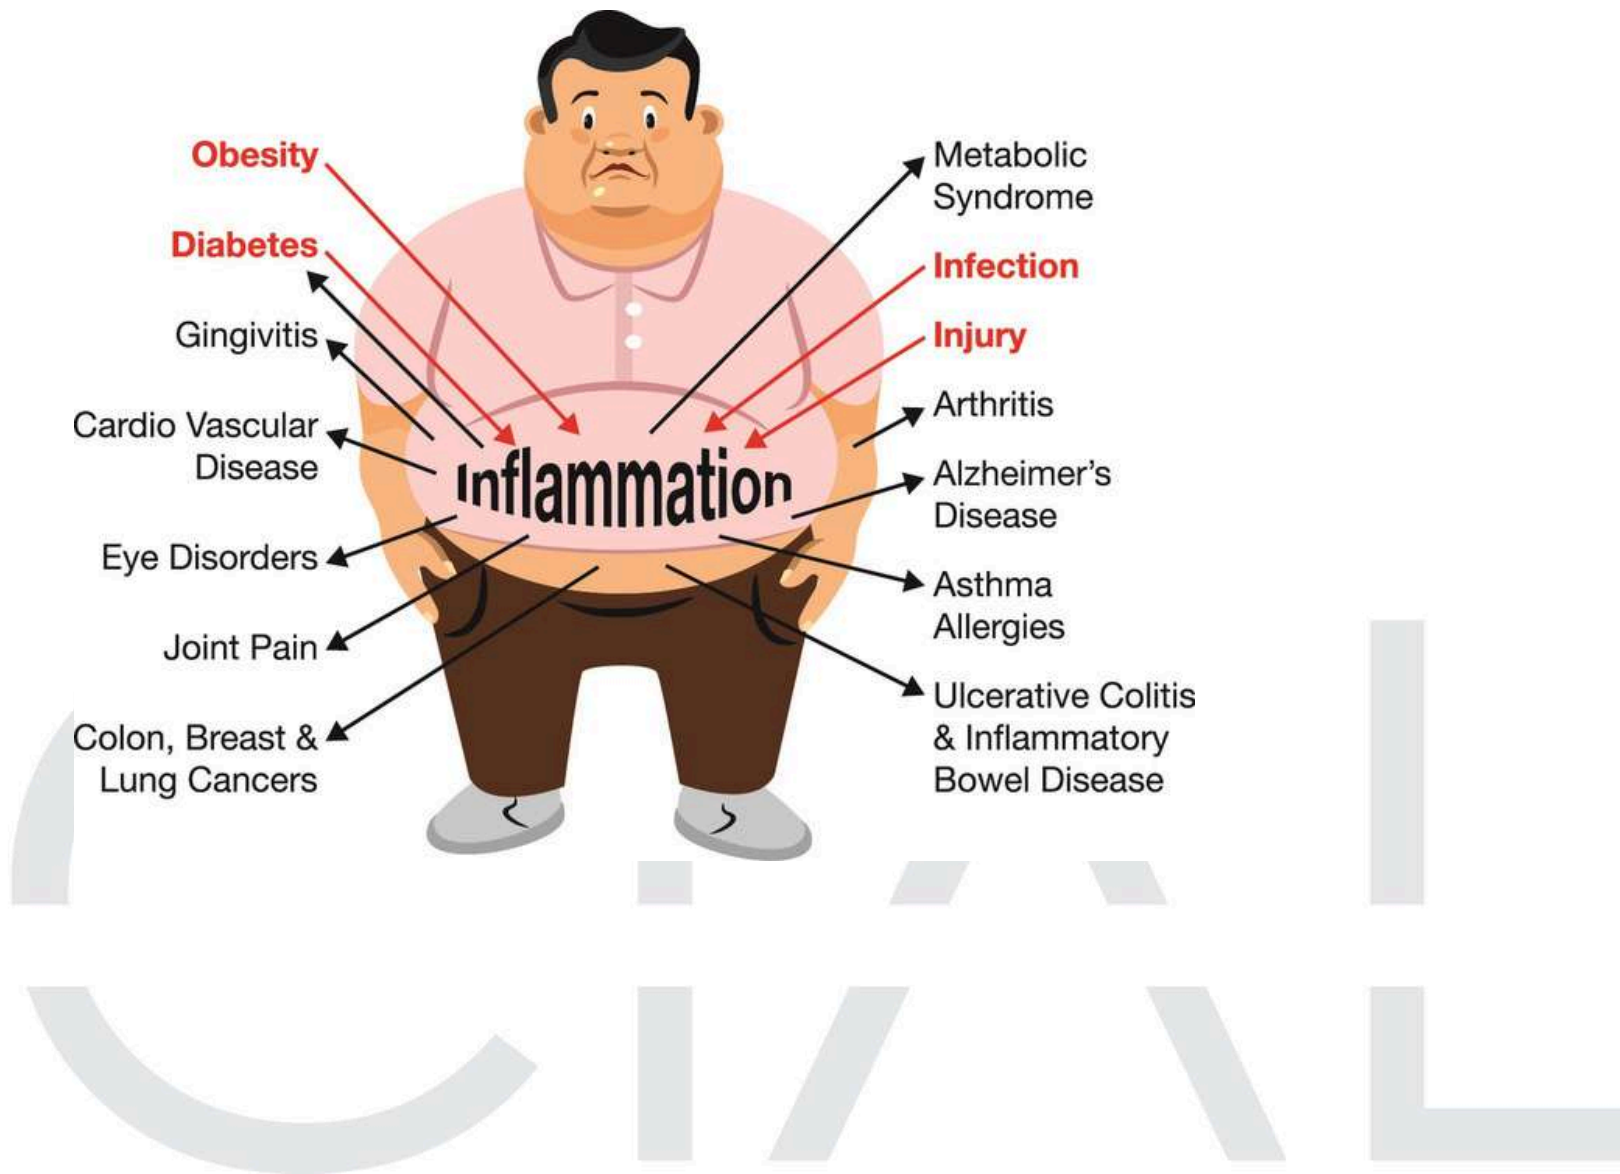 Obesity
Diabetes
Gingivitis
Cardio Vascular
Disease
Eye Disorders
Joint Pain
Colon, Breast &
Lung Cancers
Inflammation
Metabolic
Syndrome
Infection
Injury
Arthritis
Alzheimer’s
Disease
Asthma
Allergies
Ulcerative Colitis
& Inflammatory
Bowel Disease